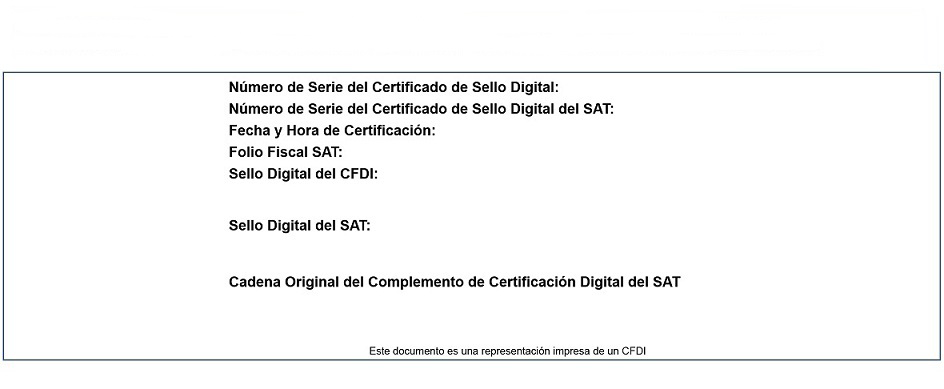 Número de Serie del Certificado de Sello Digital:
Número de Serie del Certificado de Sello Digital del SAT:
Fecha y Hora de Certificación:
Folio Fiscal SAT:
Sello Digital del CFDI:
Sello Digital del SAT:
Cadena Original del Complemento de Certificación Digital del SAT
Este documento es una representación impresa de un CFDI